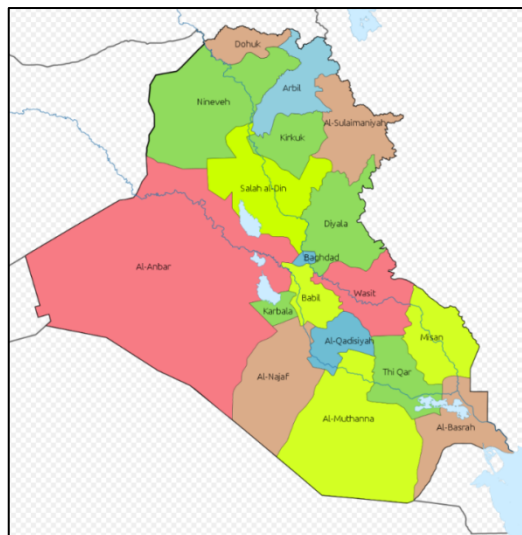 Dohuk
Arbil
Nineveh
Al-Sulaimaniyah
Kirkuk
Salah al-Din
Diyala
Baghdad
Al-Anbar
Wasit
Babil
Karbala
Misan
Al-Qadisiyah
Thi Qar
Al-Najaf
Al-Muthanna
Al-Basrah